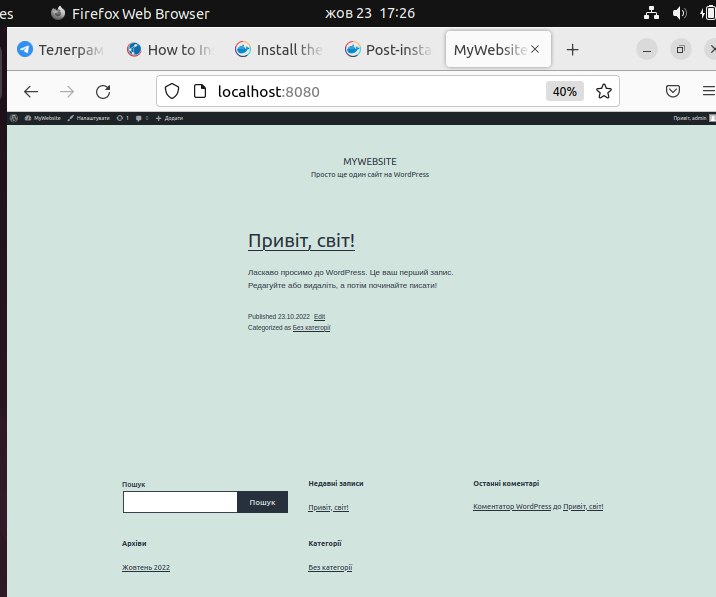 es Firefox Web Browser жов 23 17:26
Телеграм How to Ins Install the Post-insta MyWebsite
localhost:8080 40%
MyWebsite Налаштувати 1 0 Додати Привіт, admin
MYWEBSITE
Просто ще один сайт на WordPress
Привіт, світ!
Ласкаво просимо до WordPress. Це ваш перший запис.
Редагуйте або видаліть, а потім починайте писати!
Published 23.10.2022 Edit
Categorized as Без категорії
Пошук
Пошук
Недавні записи
Привіт, світ!
Останні коментарі
Коментатор WordPress до Привіт, світ!
Архіви
Жовтень 2022
Категорії
Без категорії